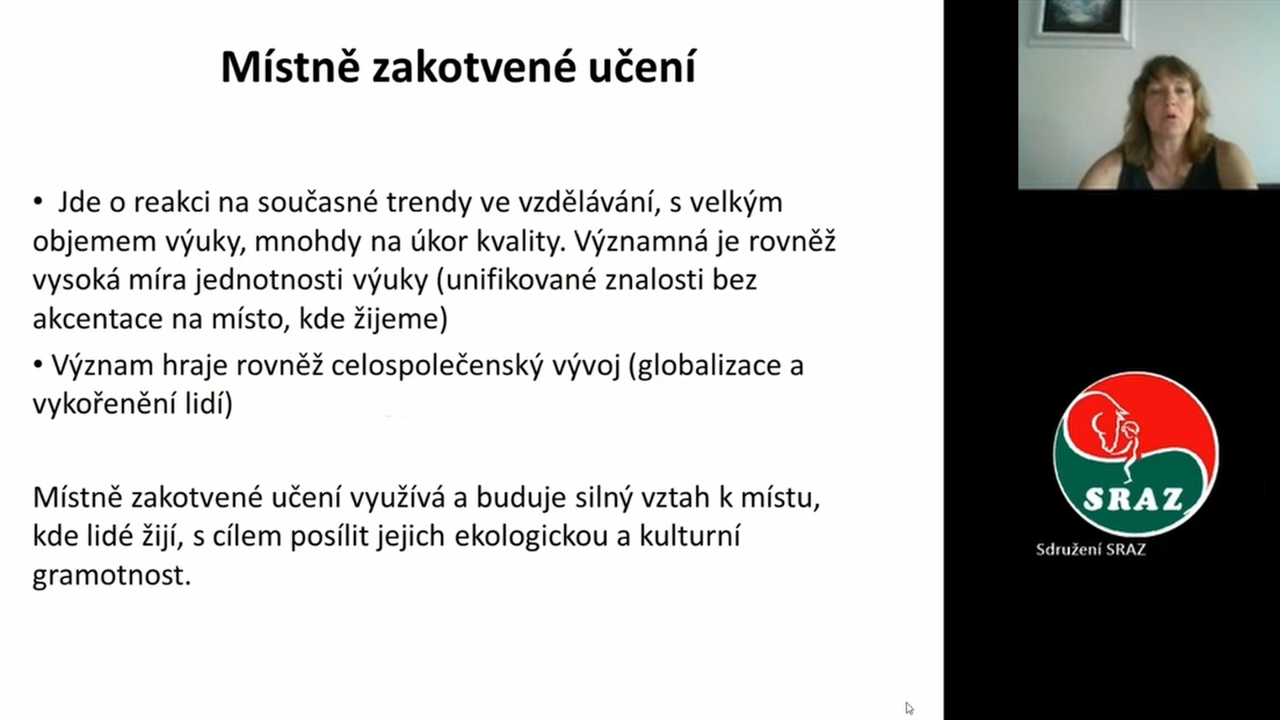 Místně zakotvené učení
• Jde o reakci na současné trendy ve vzdělávání, s velkým
objemem výuky, mnohdy na úkor kvality. Významná je rovněž
vysoká míra jednotnosti výuky (unifikované znalosti bez
akcentace na místo, kde žijeme)
• Význam hraje rovněž celospolečenský vývoj (globalizace a
vykořenění lidí)
Místně zakotvené učení využívá a buduje silný vztah k místu,
kde lidé žijí, s cílem posílit jejich ekologickou a kulturní
gramotnost.
SRAZ
Sdružení SRAZ